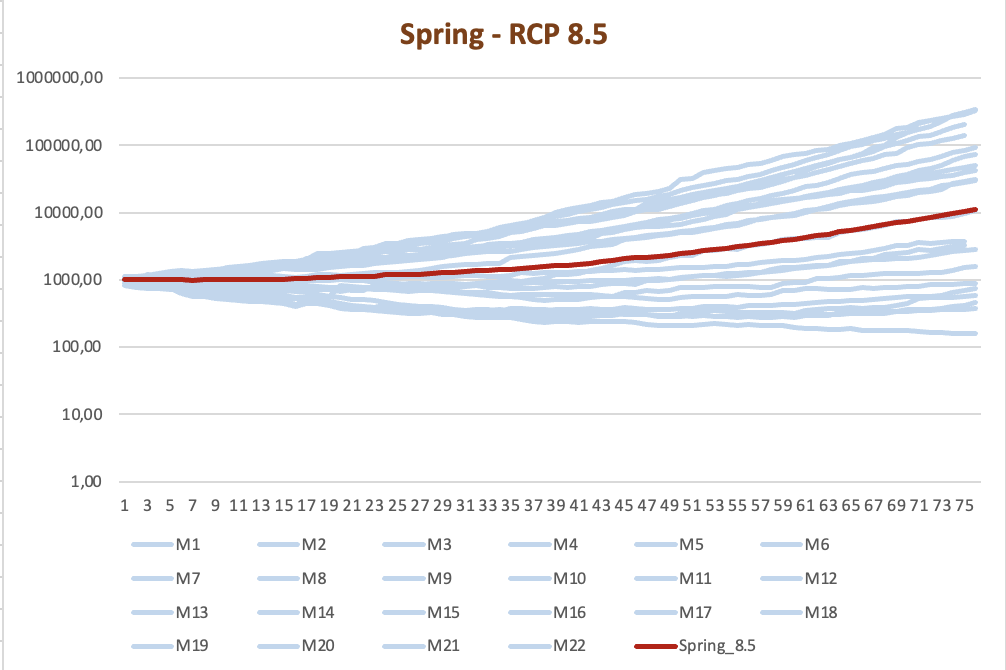 Spring - RCP 8.5
1000000,00
100000,00
10000,00
1000,00
100,00
10,00
1,00
1 3 5 7 9 11 13 15 17 19 21 23 25 27 29 31 33 35 37 39 41 43 45 47 49 51 53 55 57 59 61 63 65 67 69 71 73 75
M1 M2 M3 M4 M5 M6
M7 M8 M9 M10 M11 M12
M13 M14 M15 M16 M17 M18
M19 M20 M21 M22 Spring_8.5